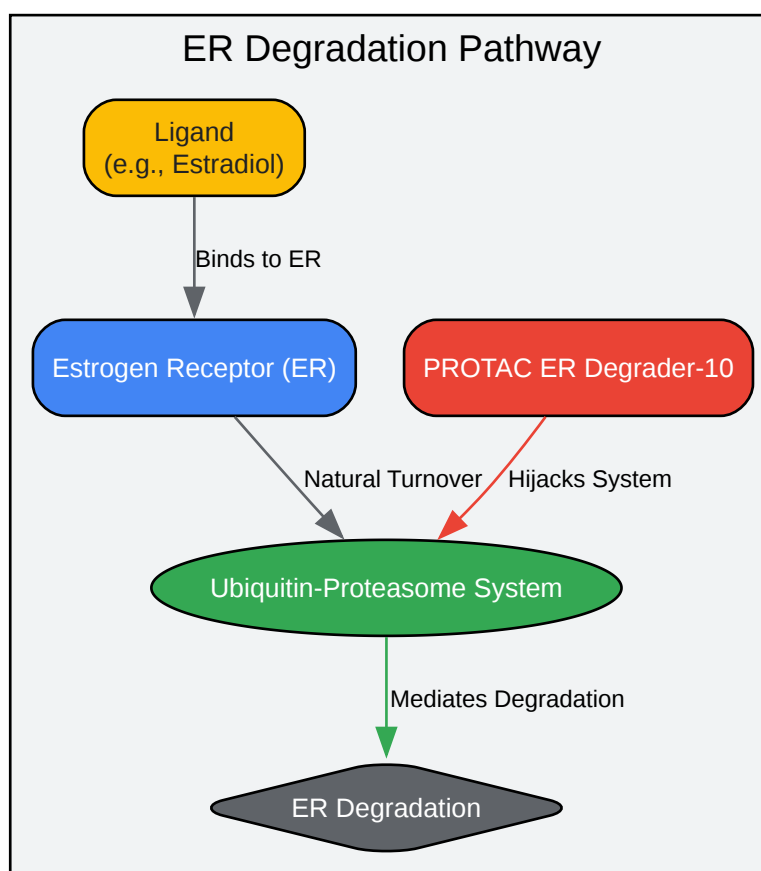 ER Degradation Pathway
Ligand
(e.g., Estradiol)
Binds to ER
Estrogen Receptor (ER)
PROTAC ER Degrader-10
Natural Turnover
Hijacks System
Ubiquitin-Proteasome System
Mediates Degradation
ER Degradation